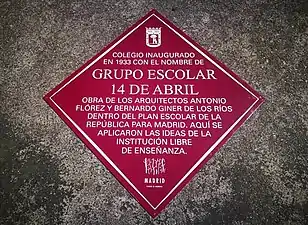 COLEGIO INAUGURADO
EN 1933 CON EL NOMBRE DE
GRUPO ESCOLAR
14 DE ABRIL
OBRA DE LOS ARQUITECTOS ANTONIO
FLÓREZ Y BERNARDO GINER DE LOS RÍOS
DENTRO DEL PLAN ESCOLAR DE LA
REPÚBLICA PARA MADRID. AQUÍ SE
APLICARON LAS IDEAS DE LA
INSTITUCIÓN LIBRE
DE ENSEÑANZA.
MADRID